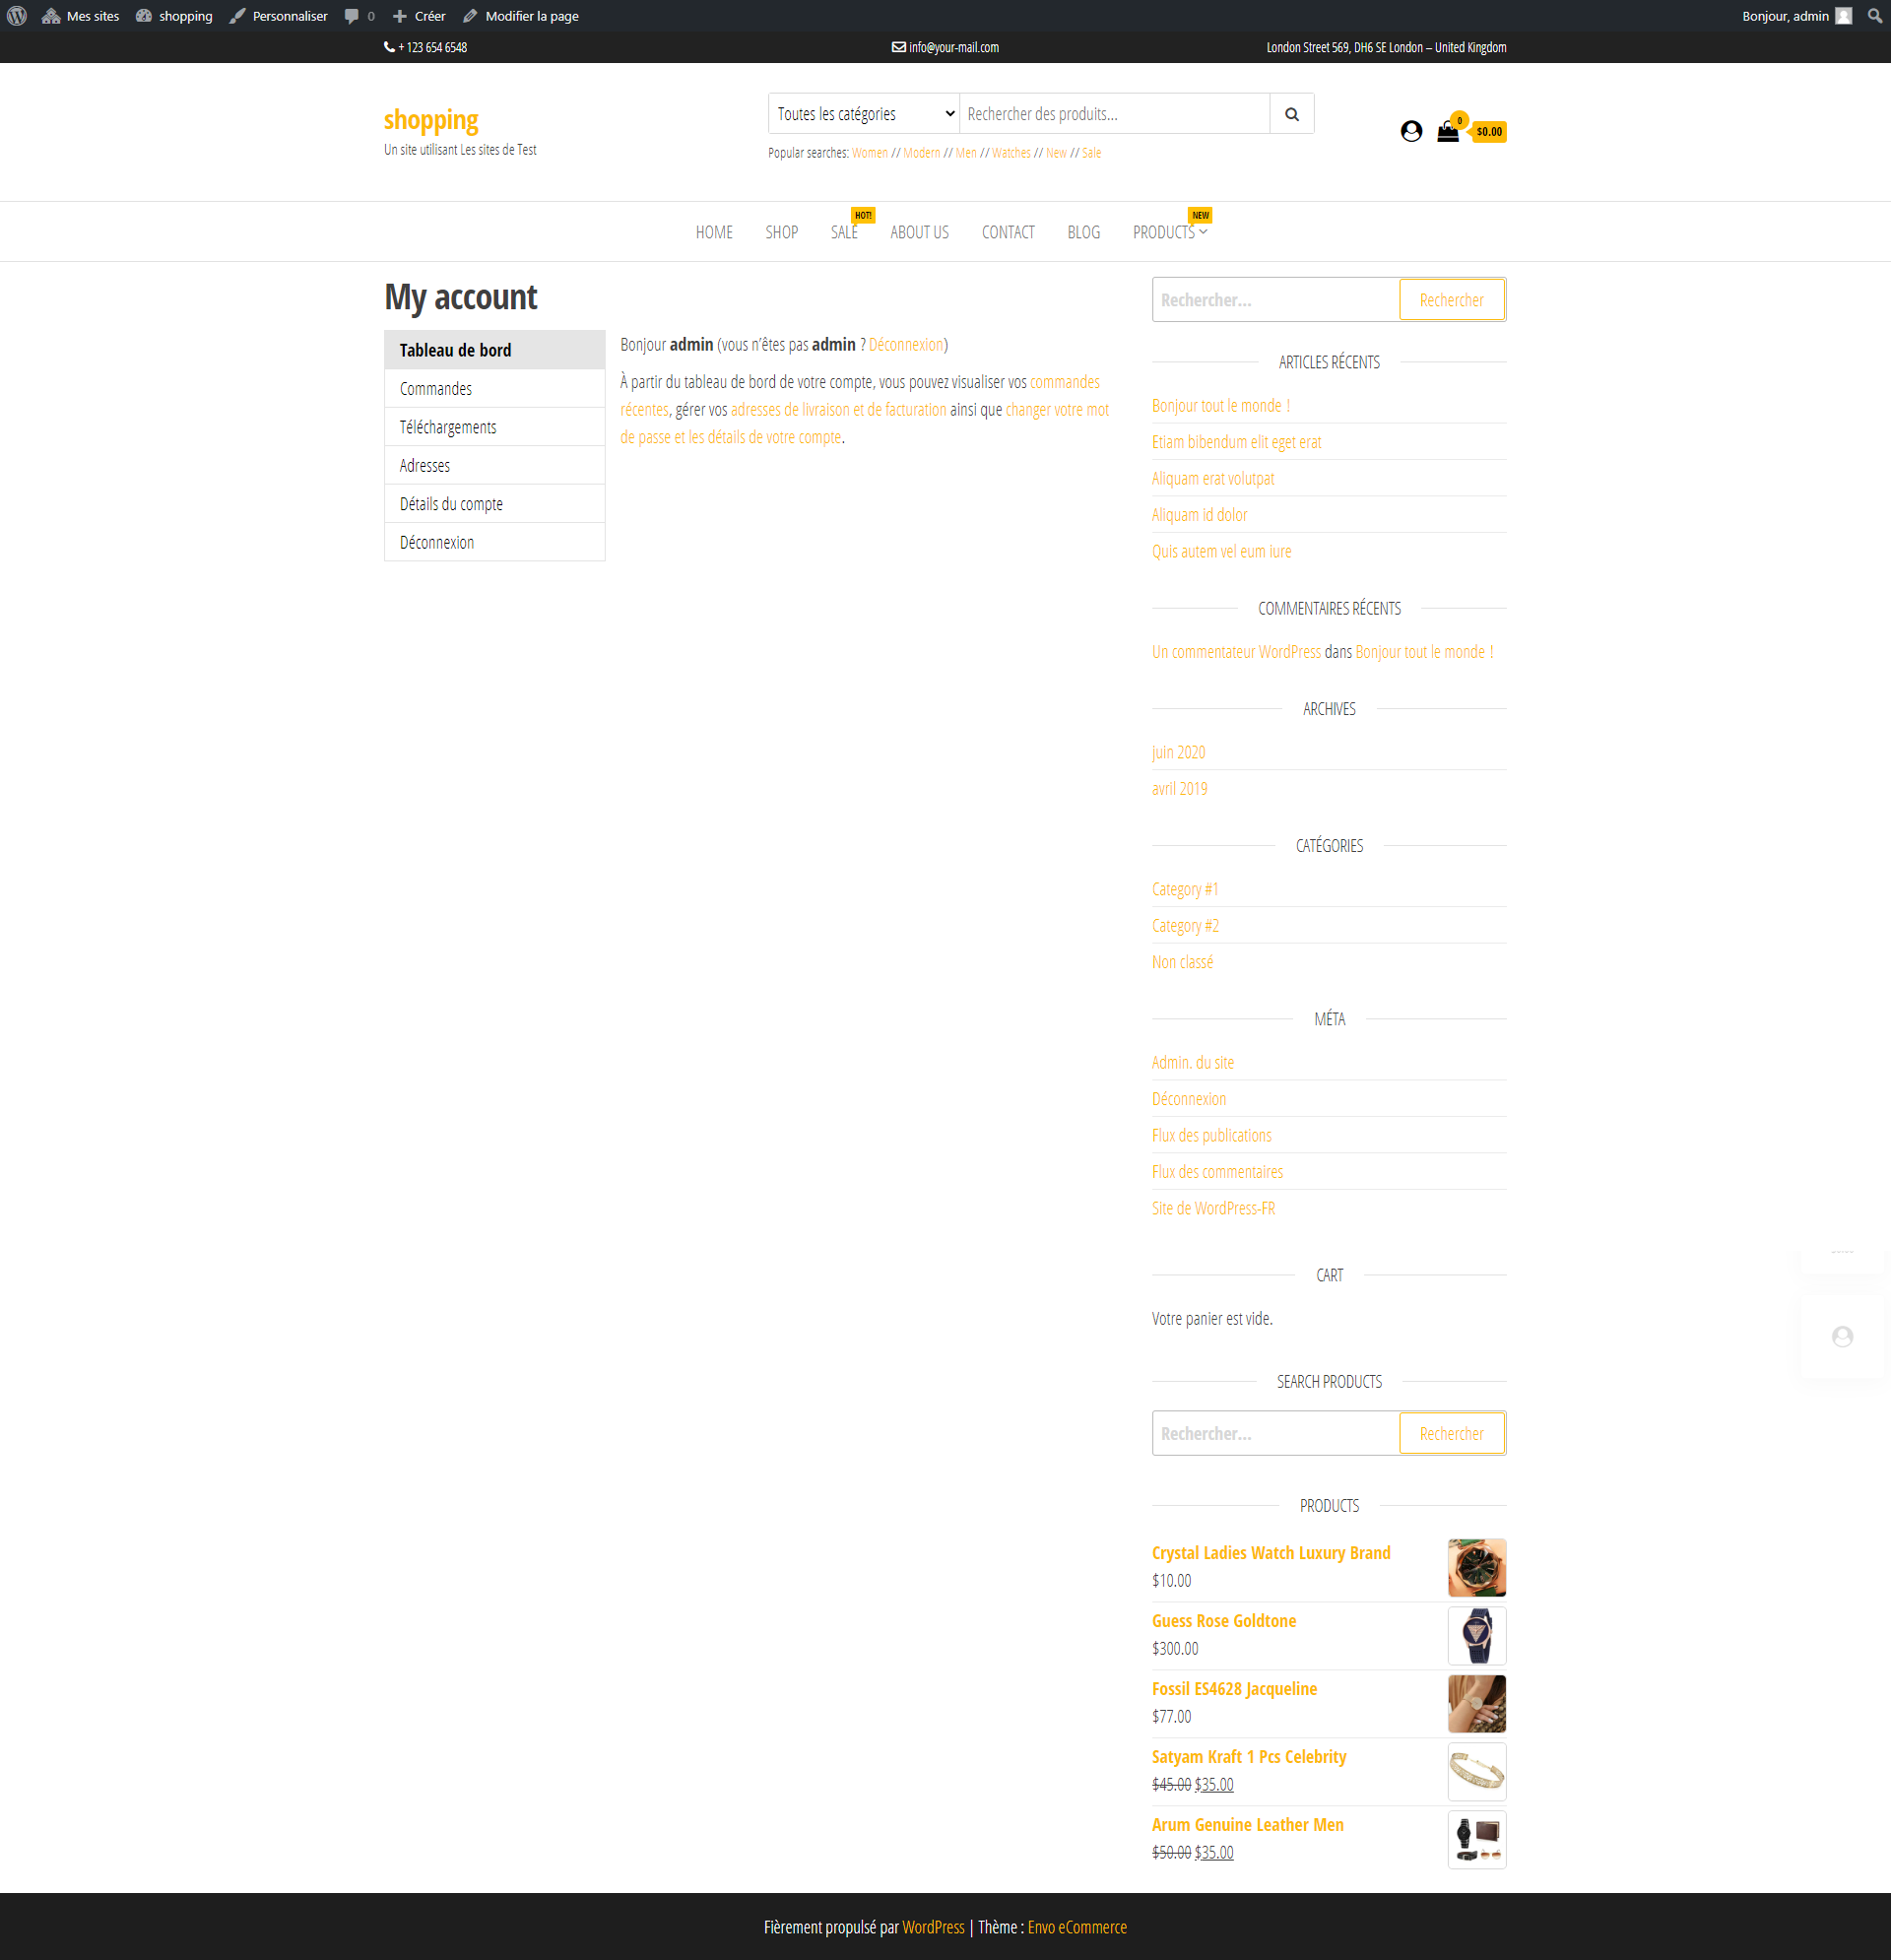 Mes sites shopping Personnaliser 0 Créer Modifier la page Bonjour, admin
+ 123 654 6548 info@your-mail.com London Street 569, DH6 SE London – United Kingdom
shopping
Un site utilisant Les sites de Test
Toutes les catégories Rechercher des produits...
Popular searches: Women // Modern // Men // Watches // New // Sale
0
$0.00
HOT! NEW
HOME SHOP SALE ABOUT US CONTACT BLOG PRODUCTS
My account
Tableau de bord
Commandes
Téléchargements
Adresses
Détails du compte
Déconnexion
Bonjour admin (vous n’êtes pas admin ? Déconnexion)
À partir du tableau de bord de votre compte, vous pouvez visualiser vos commandes
récentes, gérer vos adresses de livraison et de facturation ainsi que changer votre mot
de passe et les détails de votre compte.
Rechercher... Rechercher
ARTICLES RÉCENTS
Bonjour tout le monde !
Etiam bibendum elit eget erat
Aliquam erat volutpat
Aliquam id dolor
Quis autem vel eum iure
COMMENTAIRES RÉCENTS
Un commentateur WordPress dans Bonjour tout le monde !
ARCHIVES
juin 2020
avril 2019
CATÉGORIES
Category #1
Category #2
Non classé
MÉTA
Admin. du site
Déconnexion
Flux des publications
Flux des commentaires
Site de WordPress-FR
CART
Votre panier est vide.
SEARCH PRODUCTS
Rechercher... Rechercher
PRODUCTS
Crystal Ladies Watch Luxury Brand
$10.00
Guess Rose Goldtone
$300.00
Fossil ES4628 Jacqueline
$77.00
Satyam Kraft 1 Pcs Celebrity
$45.00 $35.00
Arum Genuine Leather Men
$50.00 $35.00
Fièrement propulsé par WordPress | Thème : Envo eCommerce